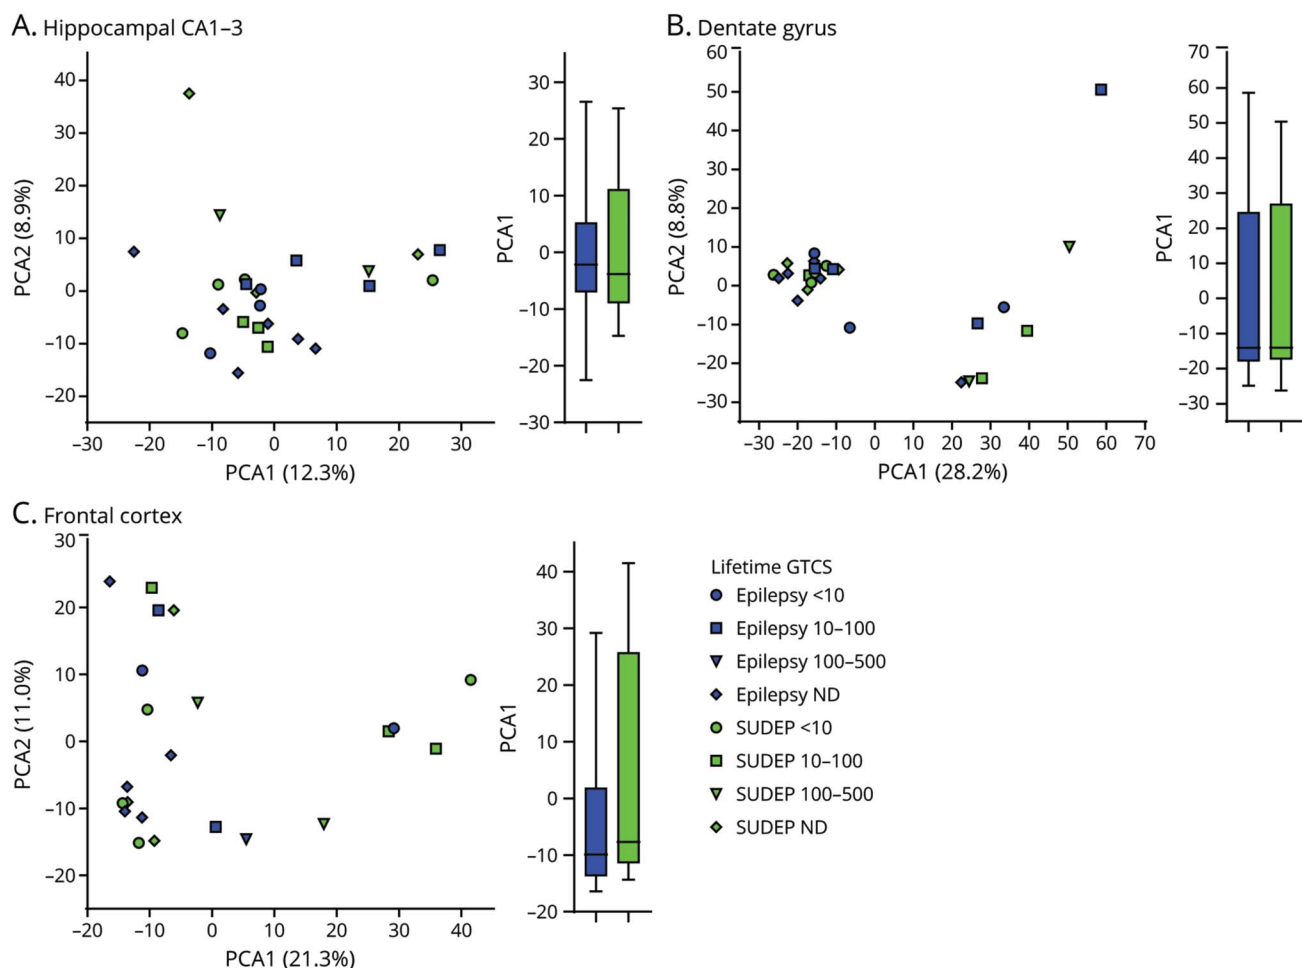 A. Hippocampal CA1–3
40
30
20
10
0
–10
–20
PCA2 (8.9%)
–30 –20 –10 0 10 20 30
PCA1 (12.3%)
30
20
10
0
–10
–20
–30
PCA1
B. Dentate gyrus
60
50
40
30
20
10
0
–10
–20
–30
PCA2 (8.8%)
–30 –20 –10 0 10 20 30 40 50 60 70
PCA1 (28.2%)
70
60
50
40
30
20
10
0
–10
–20
–30
PCA1
C. Frontal cortex
30
20
10
0
–10
–20
PCA2 (11.0%)
–20 –10 0 10 20 30 40
PCA1 (21.3%)
40
30
20
10
0
–10
–20
PCA1
Lifetime GTCS
Epilepsy <10
Epilepsy 10–100
Epilepsy 100–500
Epilepsy ND
SUDEP <10
SUDEP 10–100
SUDEP 100–500
SUDEP ND